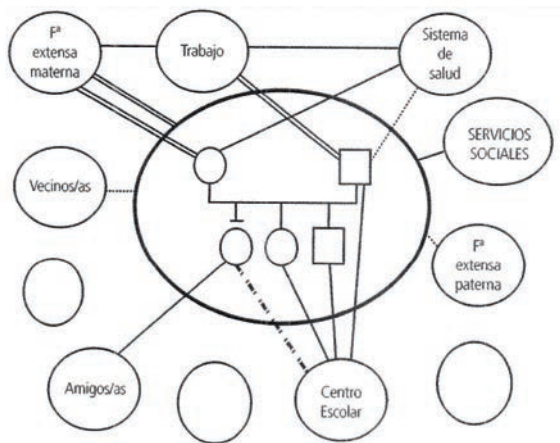 Fª
extensa
materna
Trabajo
Sistema
de
salud
SERVICIOS
SOCIALES
Vecinos/as
Fª
extensa
paterna
Amigos/as
Centro
Escolar